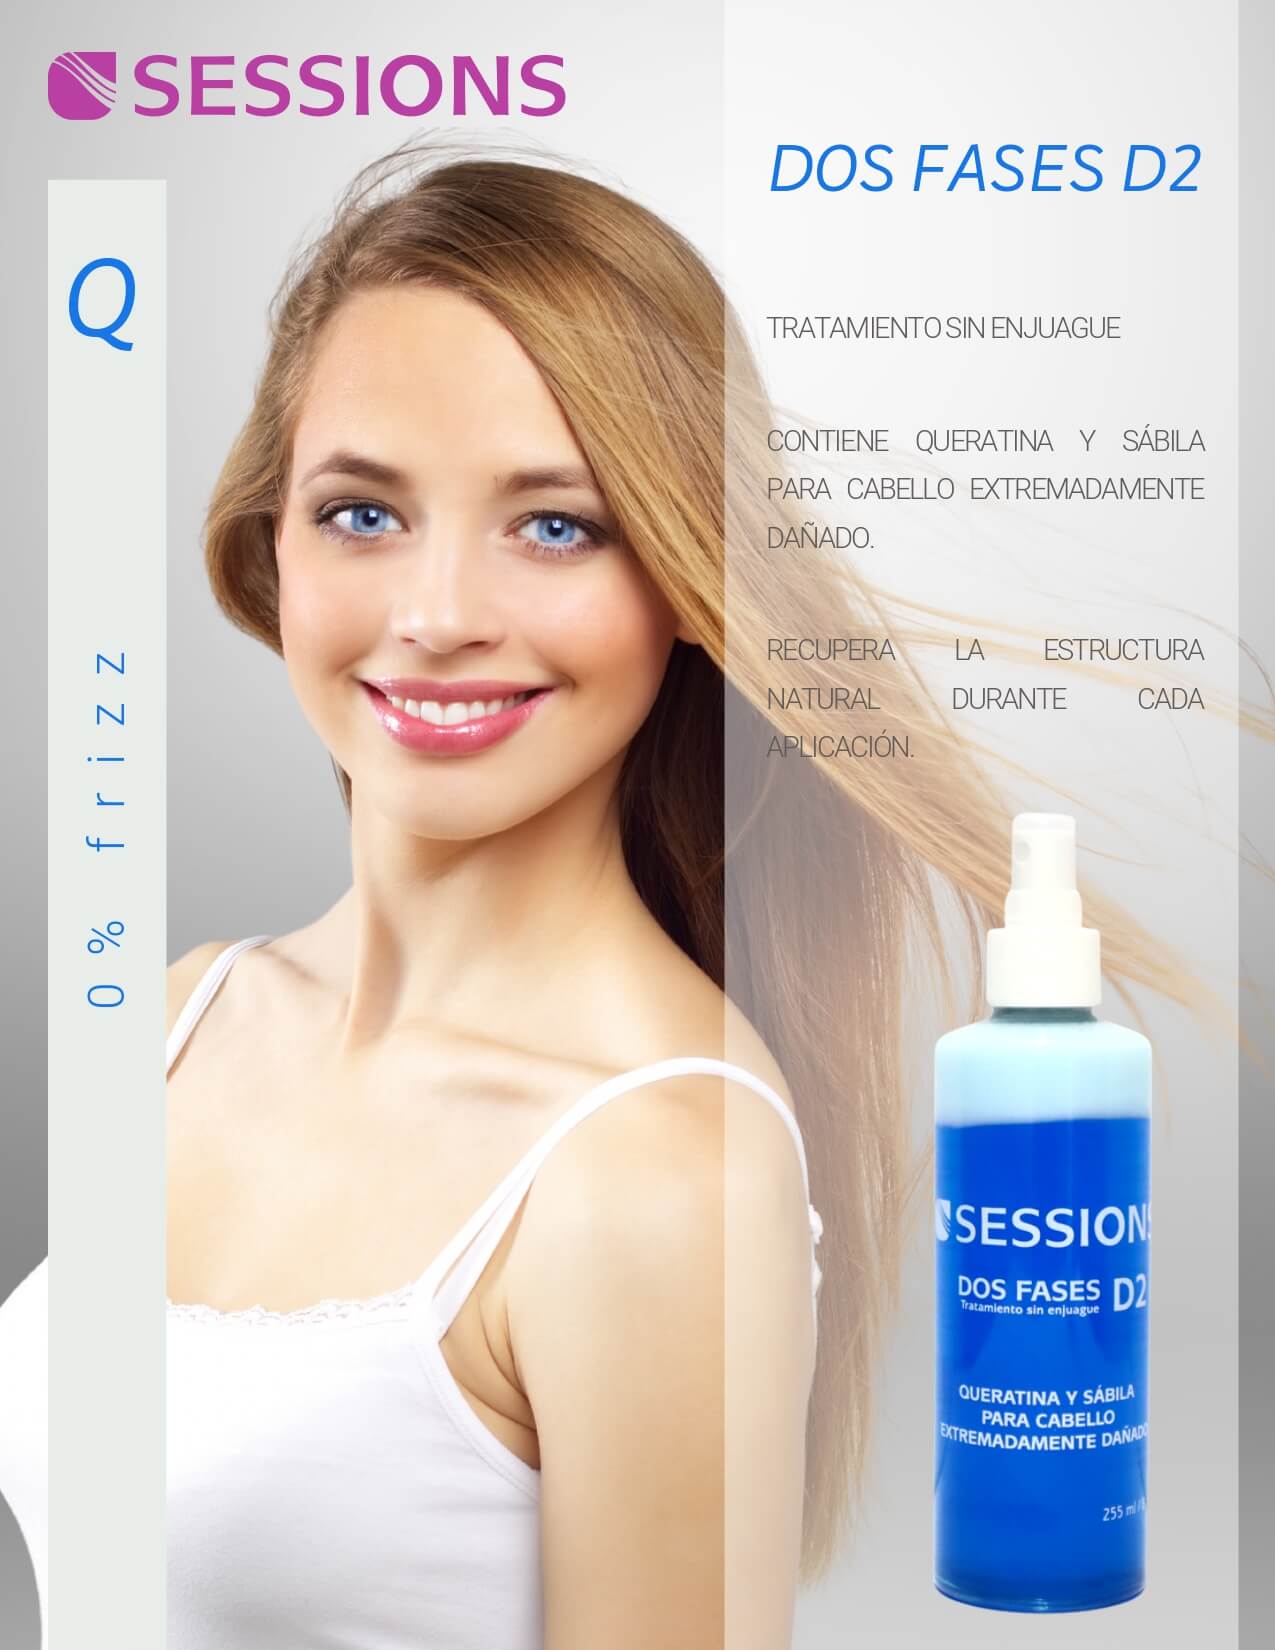 SESSIONS
DOS FASES D2
Q
0% frizz
TRATAMIENTO SIN ENJUAGUE
CONTIENE QUERATINA Y SÁBILA
PARA CABELLO EXTREMADAMENTE
DAÑADO.
RECUPERA LA ESTRUCTURA
NATURAL DURANTE CADA
APLICACIÓN.
SESSIONS
DOS FASES D2
Tratamiento sin enjuague
QUERATINA Y SÁBILA
PARA CABELLO
EXTREMADAMENTE DAÑADO
255 ml /